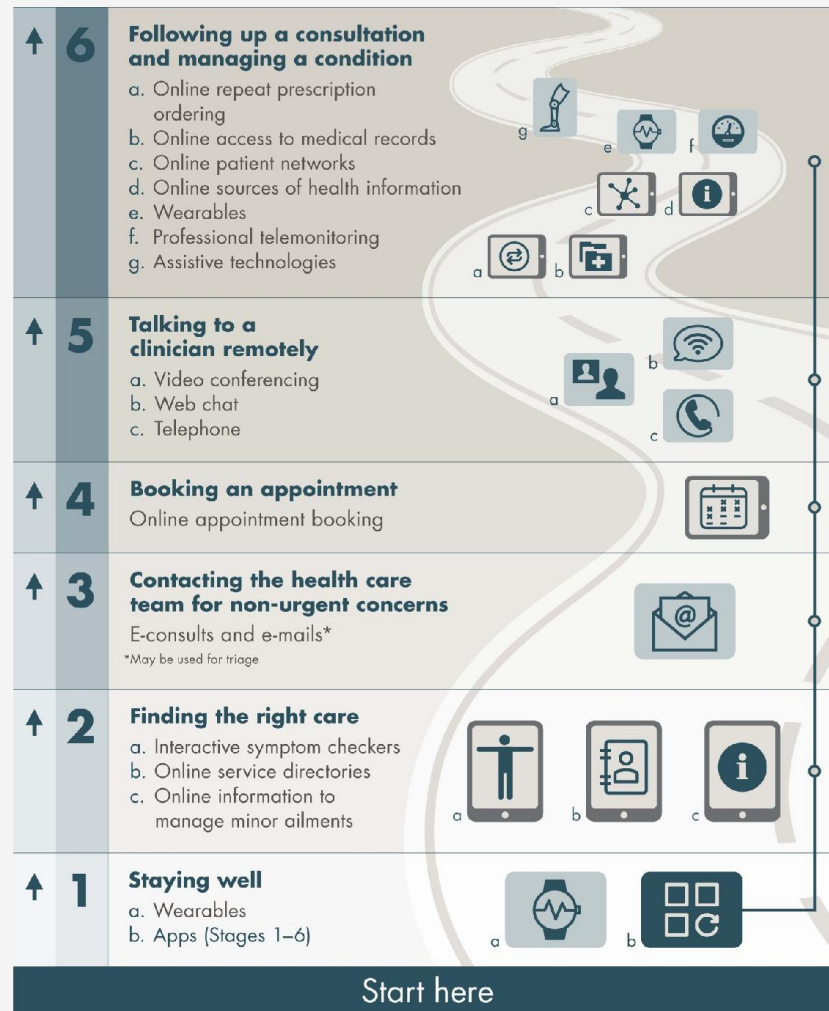 6
Following up a consultation
and managing a condition
a. Online repeat prescription
ordering
b. Online access to medical records
c. Online patient networks
d. Online sources of health information
e. Wearables
f. Professional telemonitoring
g. Assistive technologies
g
e
f
c
d
a
b
5
Talking to a
clinician remotely
a. Video conferencing
b. Web chat
c. Telephone
a
b
c
4
Booking an appointment
Online appointment booking
3
Contacting the health care
team for non-urgent concerns
E-consults and e-mails*
*May be used for triage
@
2
Finding the right care
a. Interactive symptom checkers
b. Online service directories
c. Online information to
manage minor ailments
a
b
c
1
Staying well
a. Wearables
b. Apps (Stages 1–6)
a
b
Start here